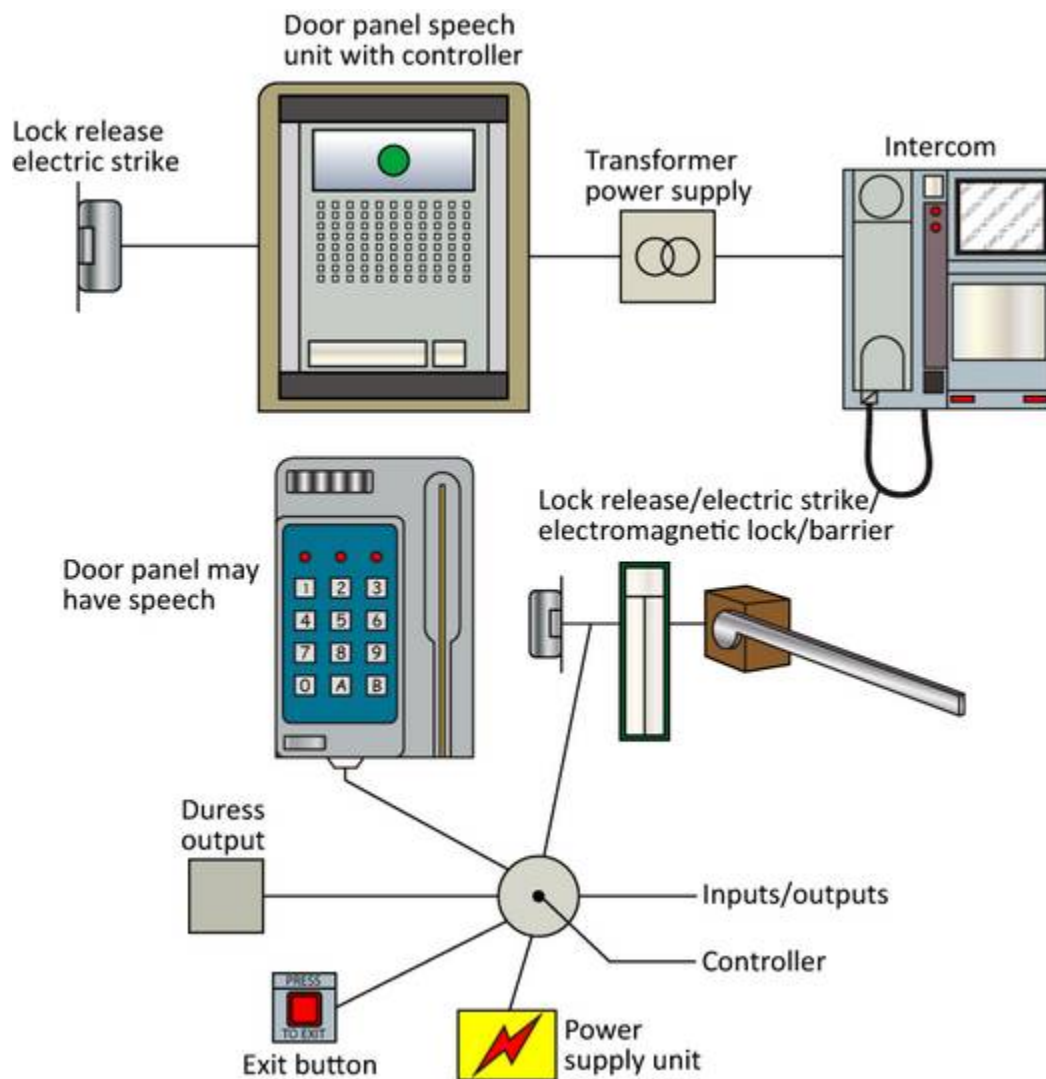 Door panel speech
unit with controller
Lock release
electric strike
Transformer
power supply
Intercom
Door panel may
have speech
1 2 3
4 5 6
7 8 9
0 A B
Lock release/electric strike/
electromagnetic lock/barrier
Duress
output
Inputs/outputs
Controller
PRESS
TO EXIT
Exit button
Power
supply unit